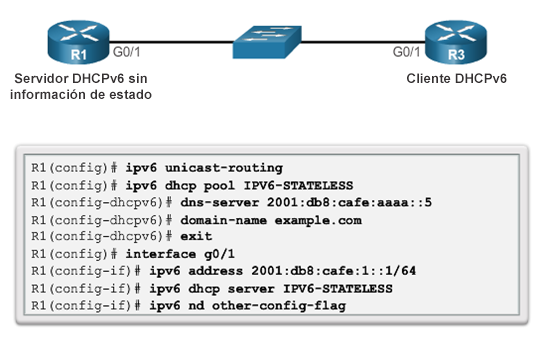 R1
G0/1
G0/1
R3
Servidor DHCPv6 sin
información de estado
Cliente DHCPv6
R1(config)# ipv6 unicast-routing
R1(config)# ipv6 dhcp pool IPV6-STATELESS
R1(config-dhcpv6)# dns-server 2001:db8:cafe:aaaa::5
R1(config-dhcpv6)# domain-name example.com
R1(config-dhcpv6)# exit
R1(config)# interface g0/1
R1(config-if)# ipv6 address 2001:db8:cafe:1::1/64
R1(config-if)# ipv6 dhcp server IPV6-STATELESS
R1(config-if)# ipv6 nd other-config-flag